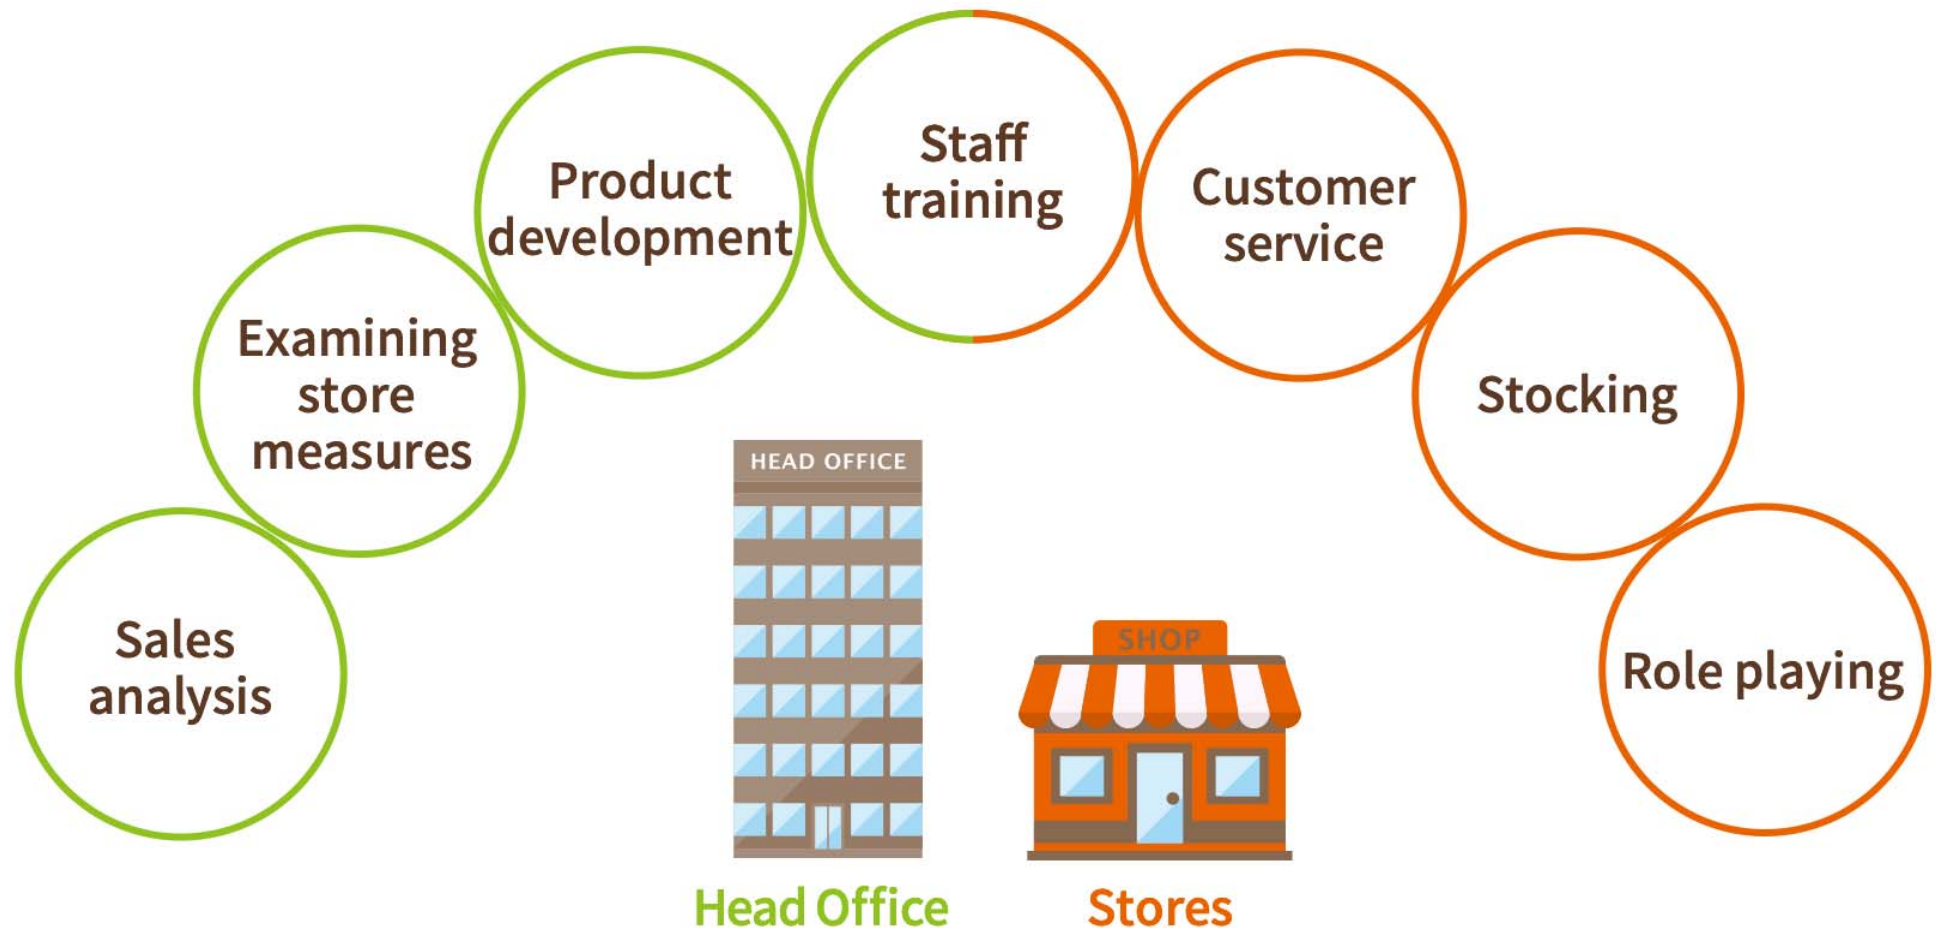 Staff
training
Product
development
Customer
service
Examining
store
measures
Stocking
HEAD OFFICE
Sales
analysis
SHOP
Role playing
Head Office
Stores